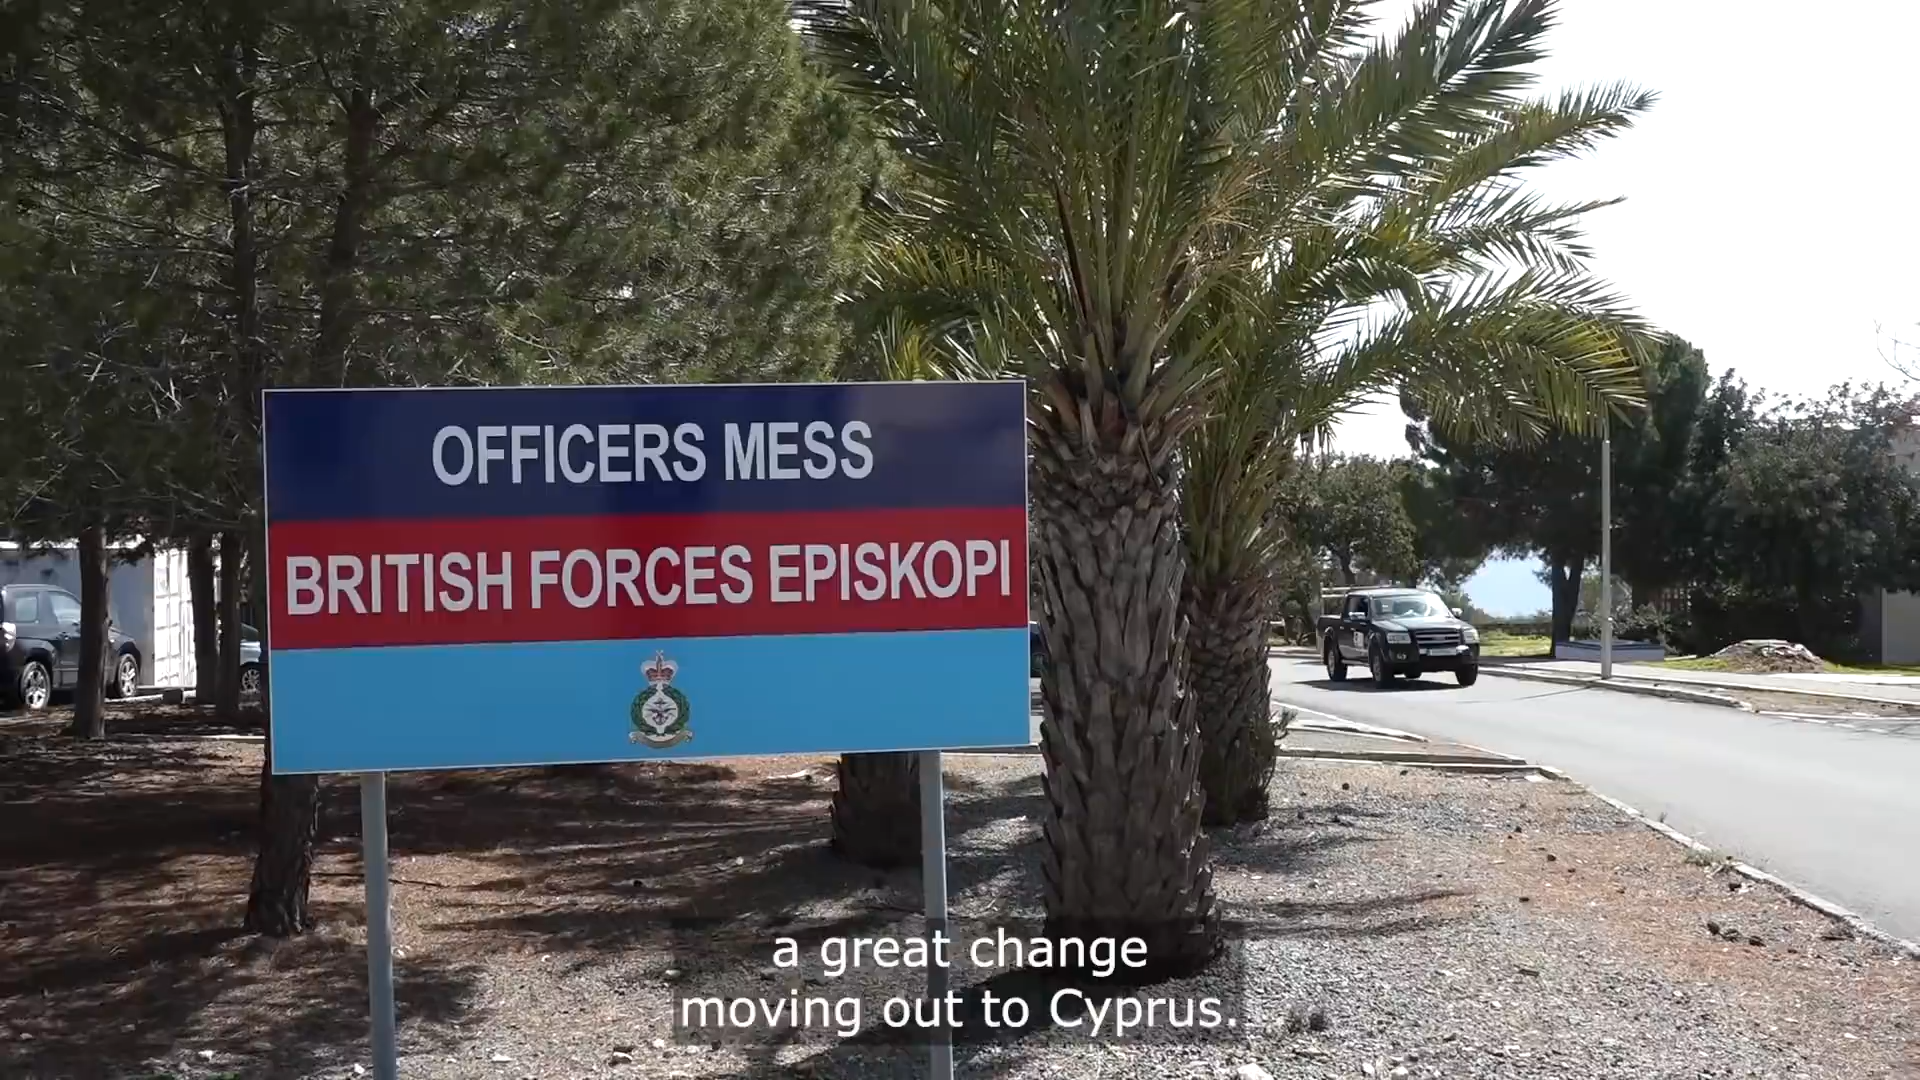 OFFICERS MESS
BRITISH FORCES EPISKOPI
a great change
moving out to Cyprus.